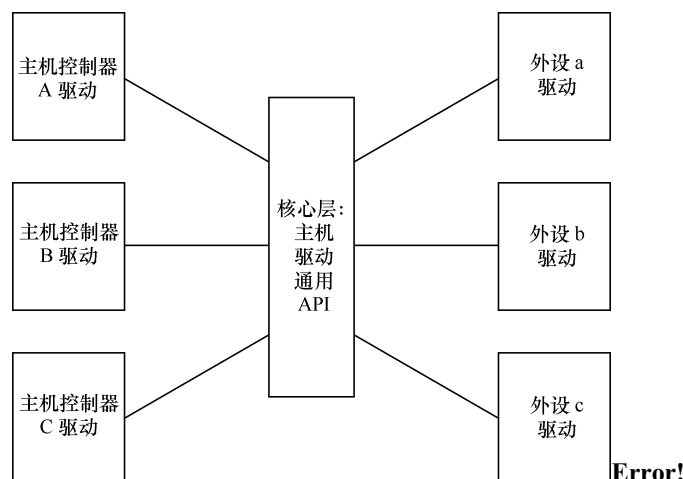 主机控制器
A 驱动
外设 a
驱动
核心层：
主机
驱动
通用
API
主机控制器
B 驱动
外设 b
驱动
主机控制器
C 驱动
外设 c
驱动
Error!